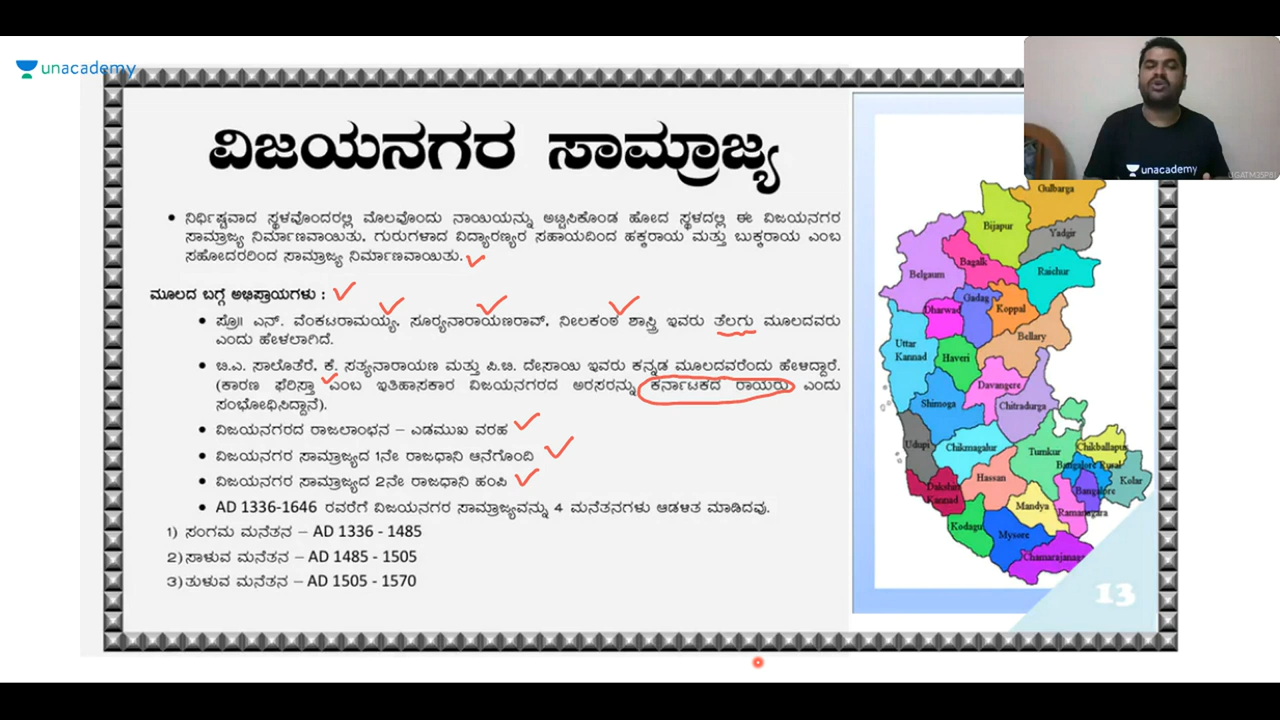 unacademy
ವಿಜಯನಗರ ಸಾಮ್ರಾಜ್ಯ
• ನಿರ್ಧಿಷ್ಟವಾದ ಸ್ಥಳವೊಂದರಲ್ಲಿ ಮೊಲವೊಂದು ನಾಯಿಯನ್ನು ಅಟ್ಟಿಸಿಕೊಂಡ ಹೋದ ಸ್ಥಳದಲ್ಲಿ ಈ ವಿಜಯನಗರ
ಸಾಮ್ರಾಜ್ಯ ನಿರ್ಮಾಣವಾಯಿತು. ಗುರುಗಳಾದ ವಿದ್ಯಾರಣ್ಯರ ಸಹಾಯದಿಂದ ಹಕ್ಕರಾಯ ಮತ್ತು ಬುಕ್ಕರಾಯ ಎಂಬ
ಸಹೋದರರಿಂದ ಸಾಮ್ರಾಜ್ಯ ನಿರ್ಮಾಣವಾಯಿತು.
ಮೂಲದ ಬಗ್ಗೆ ಅಭಿಪ್ರಾಯಗಳು :
• ಪ್ರೊ॥ ಎನ್. ವೆಂಕಟರಾಮಯ್ಯ, ಸೂರ್‍ಯನಾರಾಯಣರಾವ್, ನೀಲಕಂಠ ಶಾಸ್ತ್ರಿ ಇವರು ತೆಲಗು ಮೂಲದವರು
ಎಂದು ಹೇಳಲಾಗಿದೆ.
• ಬಿ.ಎ. ಸಾಲೊತೆರೆ, ಕೆ. ಸತ್ಯನಾರಾಯಣ ಮತ್ತು ಪಿ.ಬಿ. ದೇಸಾಯಿ ಇವರು ಕನ್ನಡ ಮೂಲದವರೆಂದು ಹೇಳಿದ್ದಾರೆ.
(ಕಾರಣ ಫೆರಿಸ್ತಾ ಎಂಬ ಇತಿಹಾಸಕಾರ ವಿಜಯನಗರದ ಅರಸರನ್ನು ಕರ್ನಾಟಕದ ರಾಯರು ಎಂದು
ಸಂಭೋಧಿಸಿದ್ದಾನೆ).
• ವಿಜಯನಗರದ ರಾಜಲಾಂಛನ – ಎಡಮುಖ ವರಹ
• ವಿಜಯನಗರ ಸಾಮ್ರಾಜ್ಯದ 1ನೇ ರಾಜಧಾನಿ ಆನೆಗೊಂದಿ
• ವಿಜಯನಗರ ಸಾಮ್ರಾಜ್ಯದ 2ನೇ ರಾಜಧಾನಿ ಹಂಪಿ
• AD 1336-1646 ರವರೆಗೆ ವಿಜಯನಗರ ಸಾಮ್ರಾಜ್ಯವನ್ನು 4 ಮನೆತನಗಳು ಆಡಳಿತ ಮಾಡಿದವು.
1) ಸಂಗಮ ಮನೆತನ – AD 1336 - 1485
2) ಸಾಳುವ ಮನೆತನ – AD 1485 - 1505
3) ತುಳುವ ಮನೆತನ – AD 1505 - 1570
unacademy
Gulbarga
Bijapur
Yadgir
Bagalk
Belgaum
Raichur
Gadag
Dharwad
Koppal
Uttar
Kannad
Bellary
Haveri
Davangere
Shimoga
Chitradurga
Udupi
Chikmagalur
Tumkur
Chikballapur
Bangalore Rural
Hassan
Kolar
Dakshin
Kannad
Bangalore
Mandya
Ramanagara
Kodagu
Mysore
Chamarajanaga
13